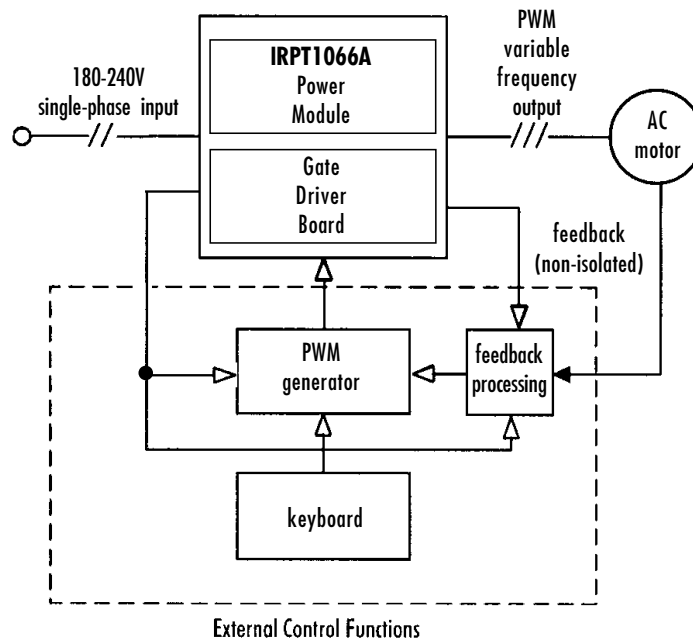 180-240V
single-phase input
IRPT1066A
Power
Module
Gate
Driver
Board
PWM
variable
frequency
output
AC
motor
feedback
(non-isolated)
PWM
generator
feedback
processing
keyboard
External Control Functions